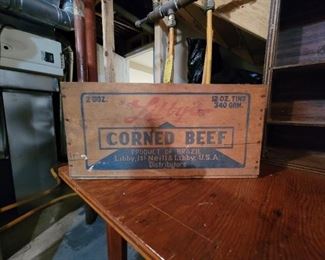 2 DOZ.
12 OZ. TINS
340 GRM.
Libby's
CORNED BEEF
PRODUCT OF BRAZIL
Libby, McNeill & Libby, U.S.A.
Distributors